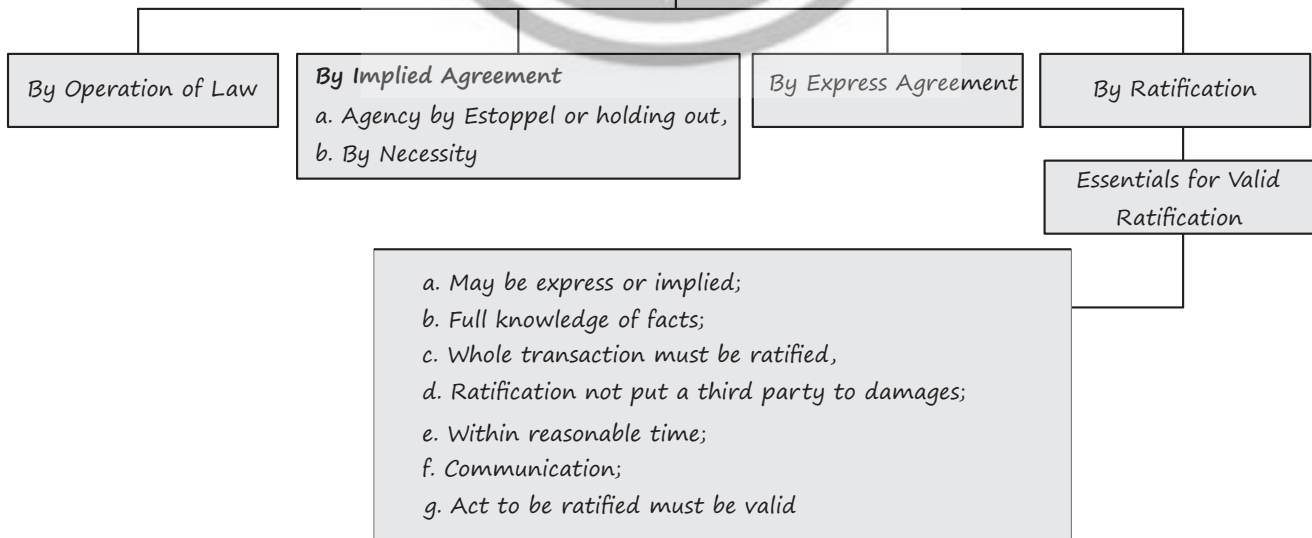 By Operation of Law
By Implied Agreement
a. Agency by Estoppel or holding out,
b. By Necessity
By Express Agreement
By Ratification
Essentials for Valid
Ratification
a. May be express or implied;
b. Full knowledge of facts;
c. Whole transaction must be ratified,
d. Ratification not put a third party to damages;
e. Within reasonable time;
f. Communication;
g. Act to be ratified must be valid